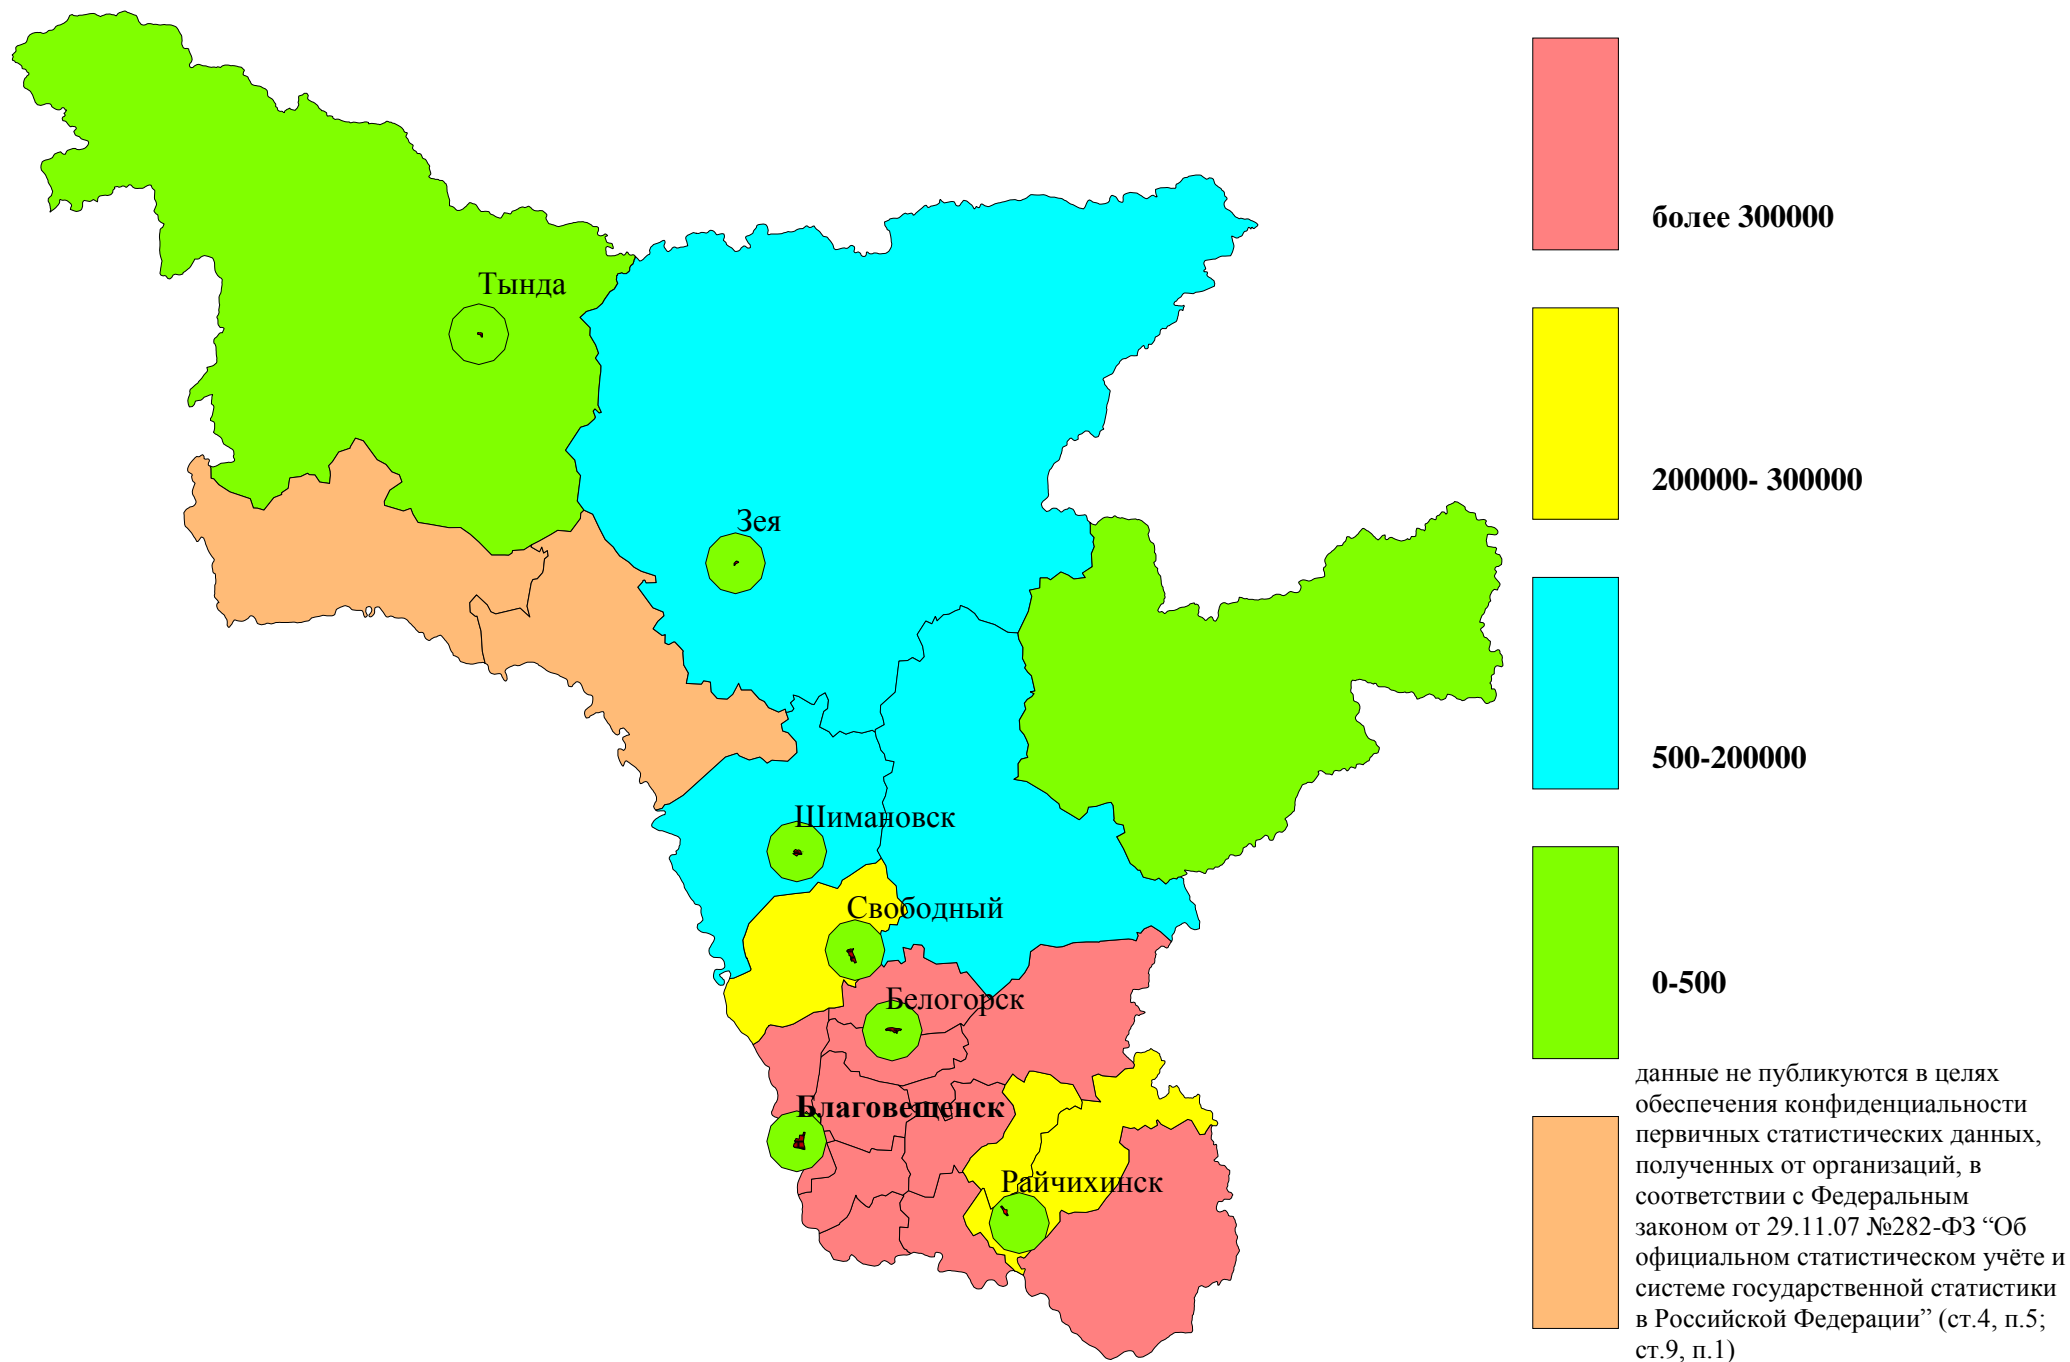 Тында
Зея
Шимановск
Свободный
Белогорск
Благовещенск
Райчихинск
более 300000
200000- 300000
500-200000
0-500
данные не публикуются в целях
обеспечения конфиденциальности
первичных статистических данных,
полученных от организаций, в
соответствии с Федеральным
законом от 29.11.07 №282-ФЗ “Об
официальном статистическом учёте и
системе государственной статистики
в Российской Федерации” (ст.4, п.5;
ст.9, п.1)